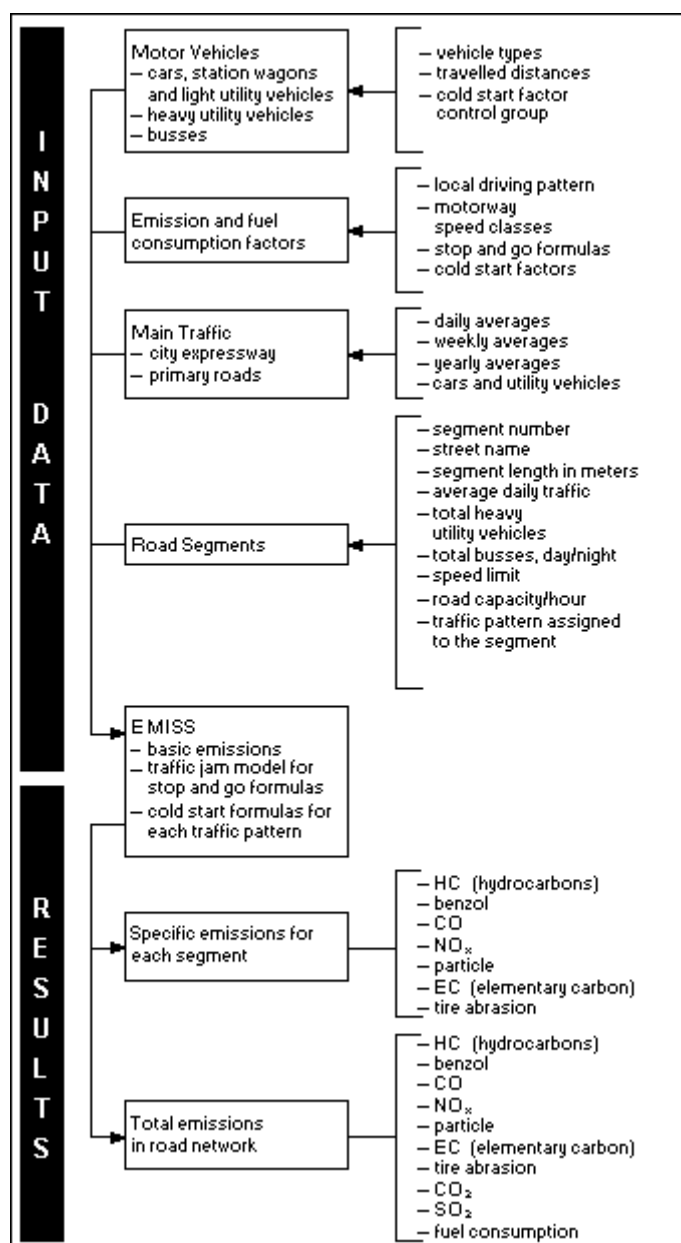 INPUT DATA
Motor Vehicles
– cars, station wagons
and light utility vehicles
– heavy utility vehicles
– busses
– vehicle types
– travelled distances
– cold start factor
control group
Emission and fuel
consumption factors
– local driving pattern
– motorway
speed classes
– stop and go formulas
– cold start factors
Main Traffic
– city expressway
– primary roads
– daily averages
– weekly averages
– yearly averages
– cars and utility vehicles
Road Segments
– segment number
– street name
– segment length in meters
– average daily traffic
– total heavy
utility vehicles
– total busses, day/night
– speed limit
– road capacity/hour
– traffic pattern assigned
to the segment
EMISS
– basic emissions
– traffic jam model for
stop and go formulas
– cold start formulas for
each traffic pattern
RESULTS
Specific emissions for
each segment
– HC (hydrocarbons)
– benzol
– CO
– NOₓ
– particle
– EC (elementary carbon)
– tire abrasion
Total emissions
in road network
– HC (hydrocarbons)
– benzol
– CO
– NOₓ
– particle
– EC (elementary carbon)
– tire abrasion
– CO₂
– SO₂
– fuel consumption